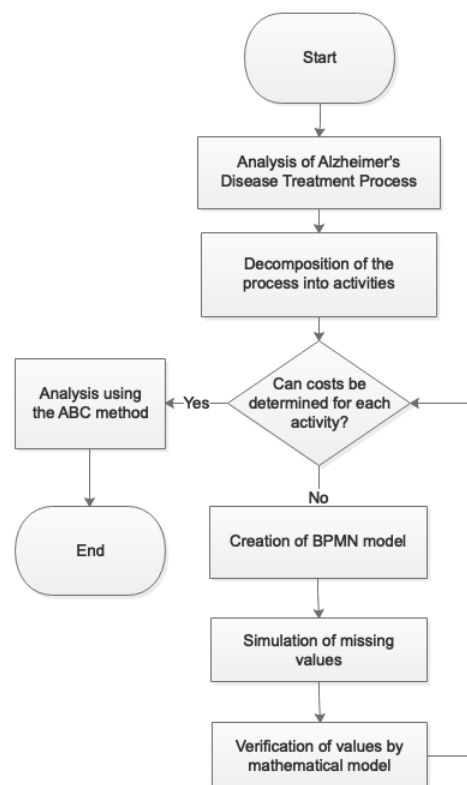 Start
Analysis of Alzheimer's
Disease Treatment Process
Decomposition of the
process into activities
Can costs be
determined for each
activity?
Yes
Analysis using
the ABC method
End
No
Creation of BPMN model
Simulation of missing
values
Verification of values by
mathematical model